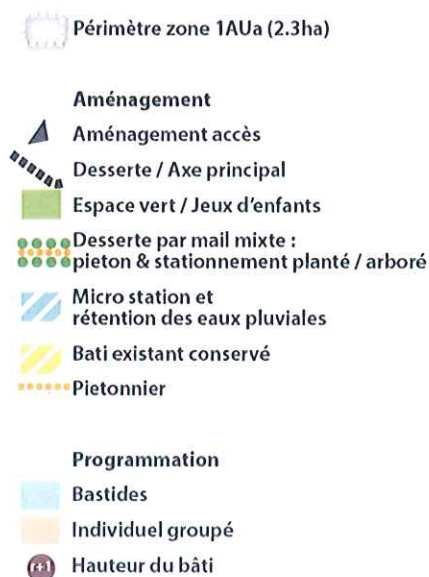 Périmètre zone 1AUa (2.3ha)
Aménagement
Aménagement accès
Desserte / Axe principal
Espace vert / Jeux d'enfants
Desserte par mail mixte :
pieton & stationnement planté / arboré
Micro station et
rétention des eaux pluviales
Bati existant conservé
Pietonnier
Programmation
Bastides
Individuel groupé
r+1 Hauteur du bâti